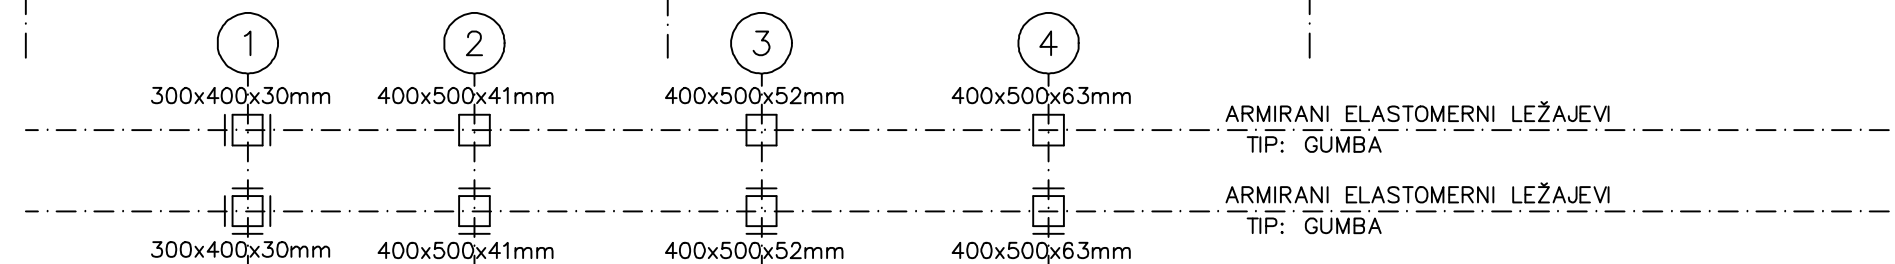 1 2 3 4
300x400x30mm 400x500x41mm 400x500x52mm 400x500x63mm
ARMIRANI ELASTOMERNI LEŽAJEVI
TIP: GUMBA
ARMIRANI ELASTOMERNI LEŽAJEVI
TIP: GUMBA
300x400x30mm 400x500x41mm 400x500x52mm 400x500x63mm